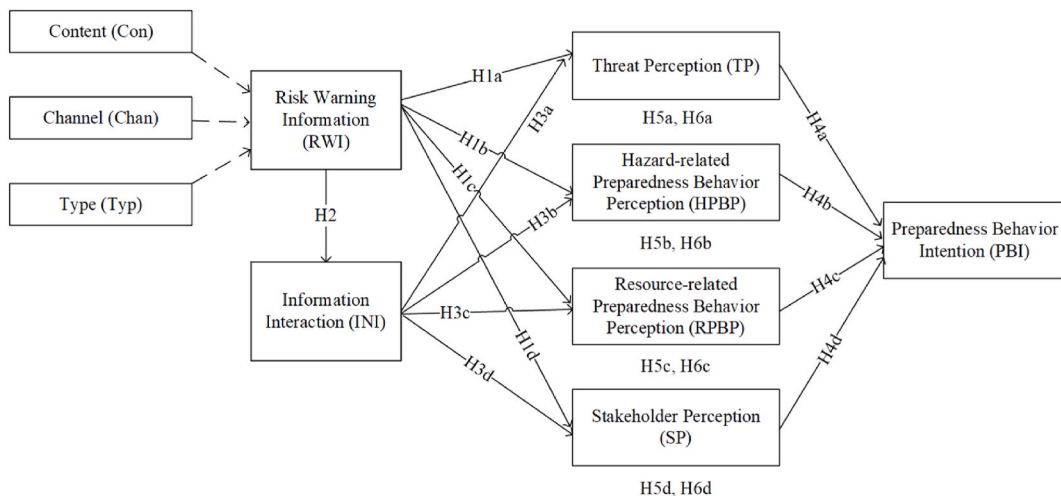 Content (Con)
Channel (Chan)
Type (Typ)
Risk Warning
Information
(RWI)
H2
Information
Interaction (INI)
H1a
H1b
H1c
H1d
H3a
H3b
H3c
H3d
Threat Perception (TP)
H5a, H6a
Hazard-related
Preparedness Behavior
Perception (HPBP)
H5b, H6b
Resource-related
Preparedness Behavior
Perception (RPBP)
H5c, H6c
Stakeholder Perception
(SP)
H5d, H6d
H4a
H4b
H4c
H4d
Preparedness Behavior
Intention (PBI)